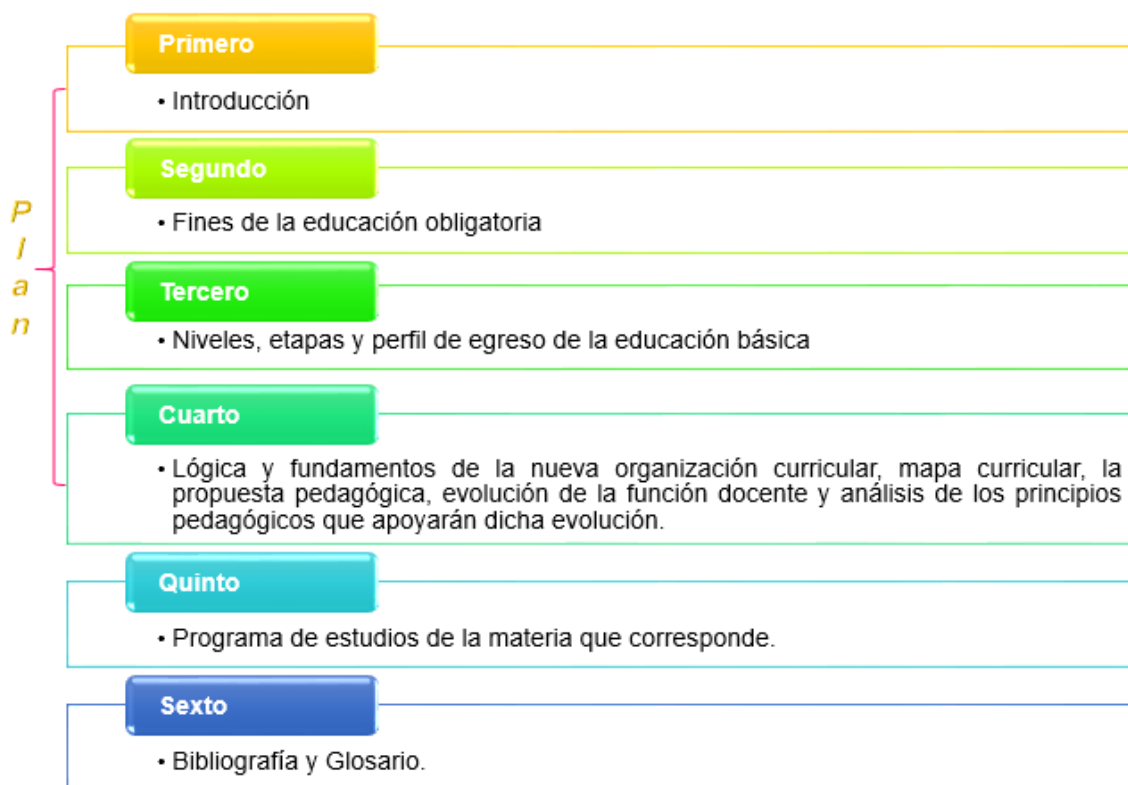 Plan
Primero
• Introducción
Segundo
• Fines de la educación obligatoria
Tercero
• Niveles, etapas y perfil de egreso de la educación básica
Cuarto
• Lógica y fundamentos de la nueva organización curricular, mapa curricular, la
propuesta pedagógica, evolución de la función docente y análisis de los principios
pedagógicos que apoyarán dicha evolución.
Quinto
• Programa de estudios de la materia que corresponde.
Sexto
• Bibliografía y Glosario.